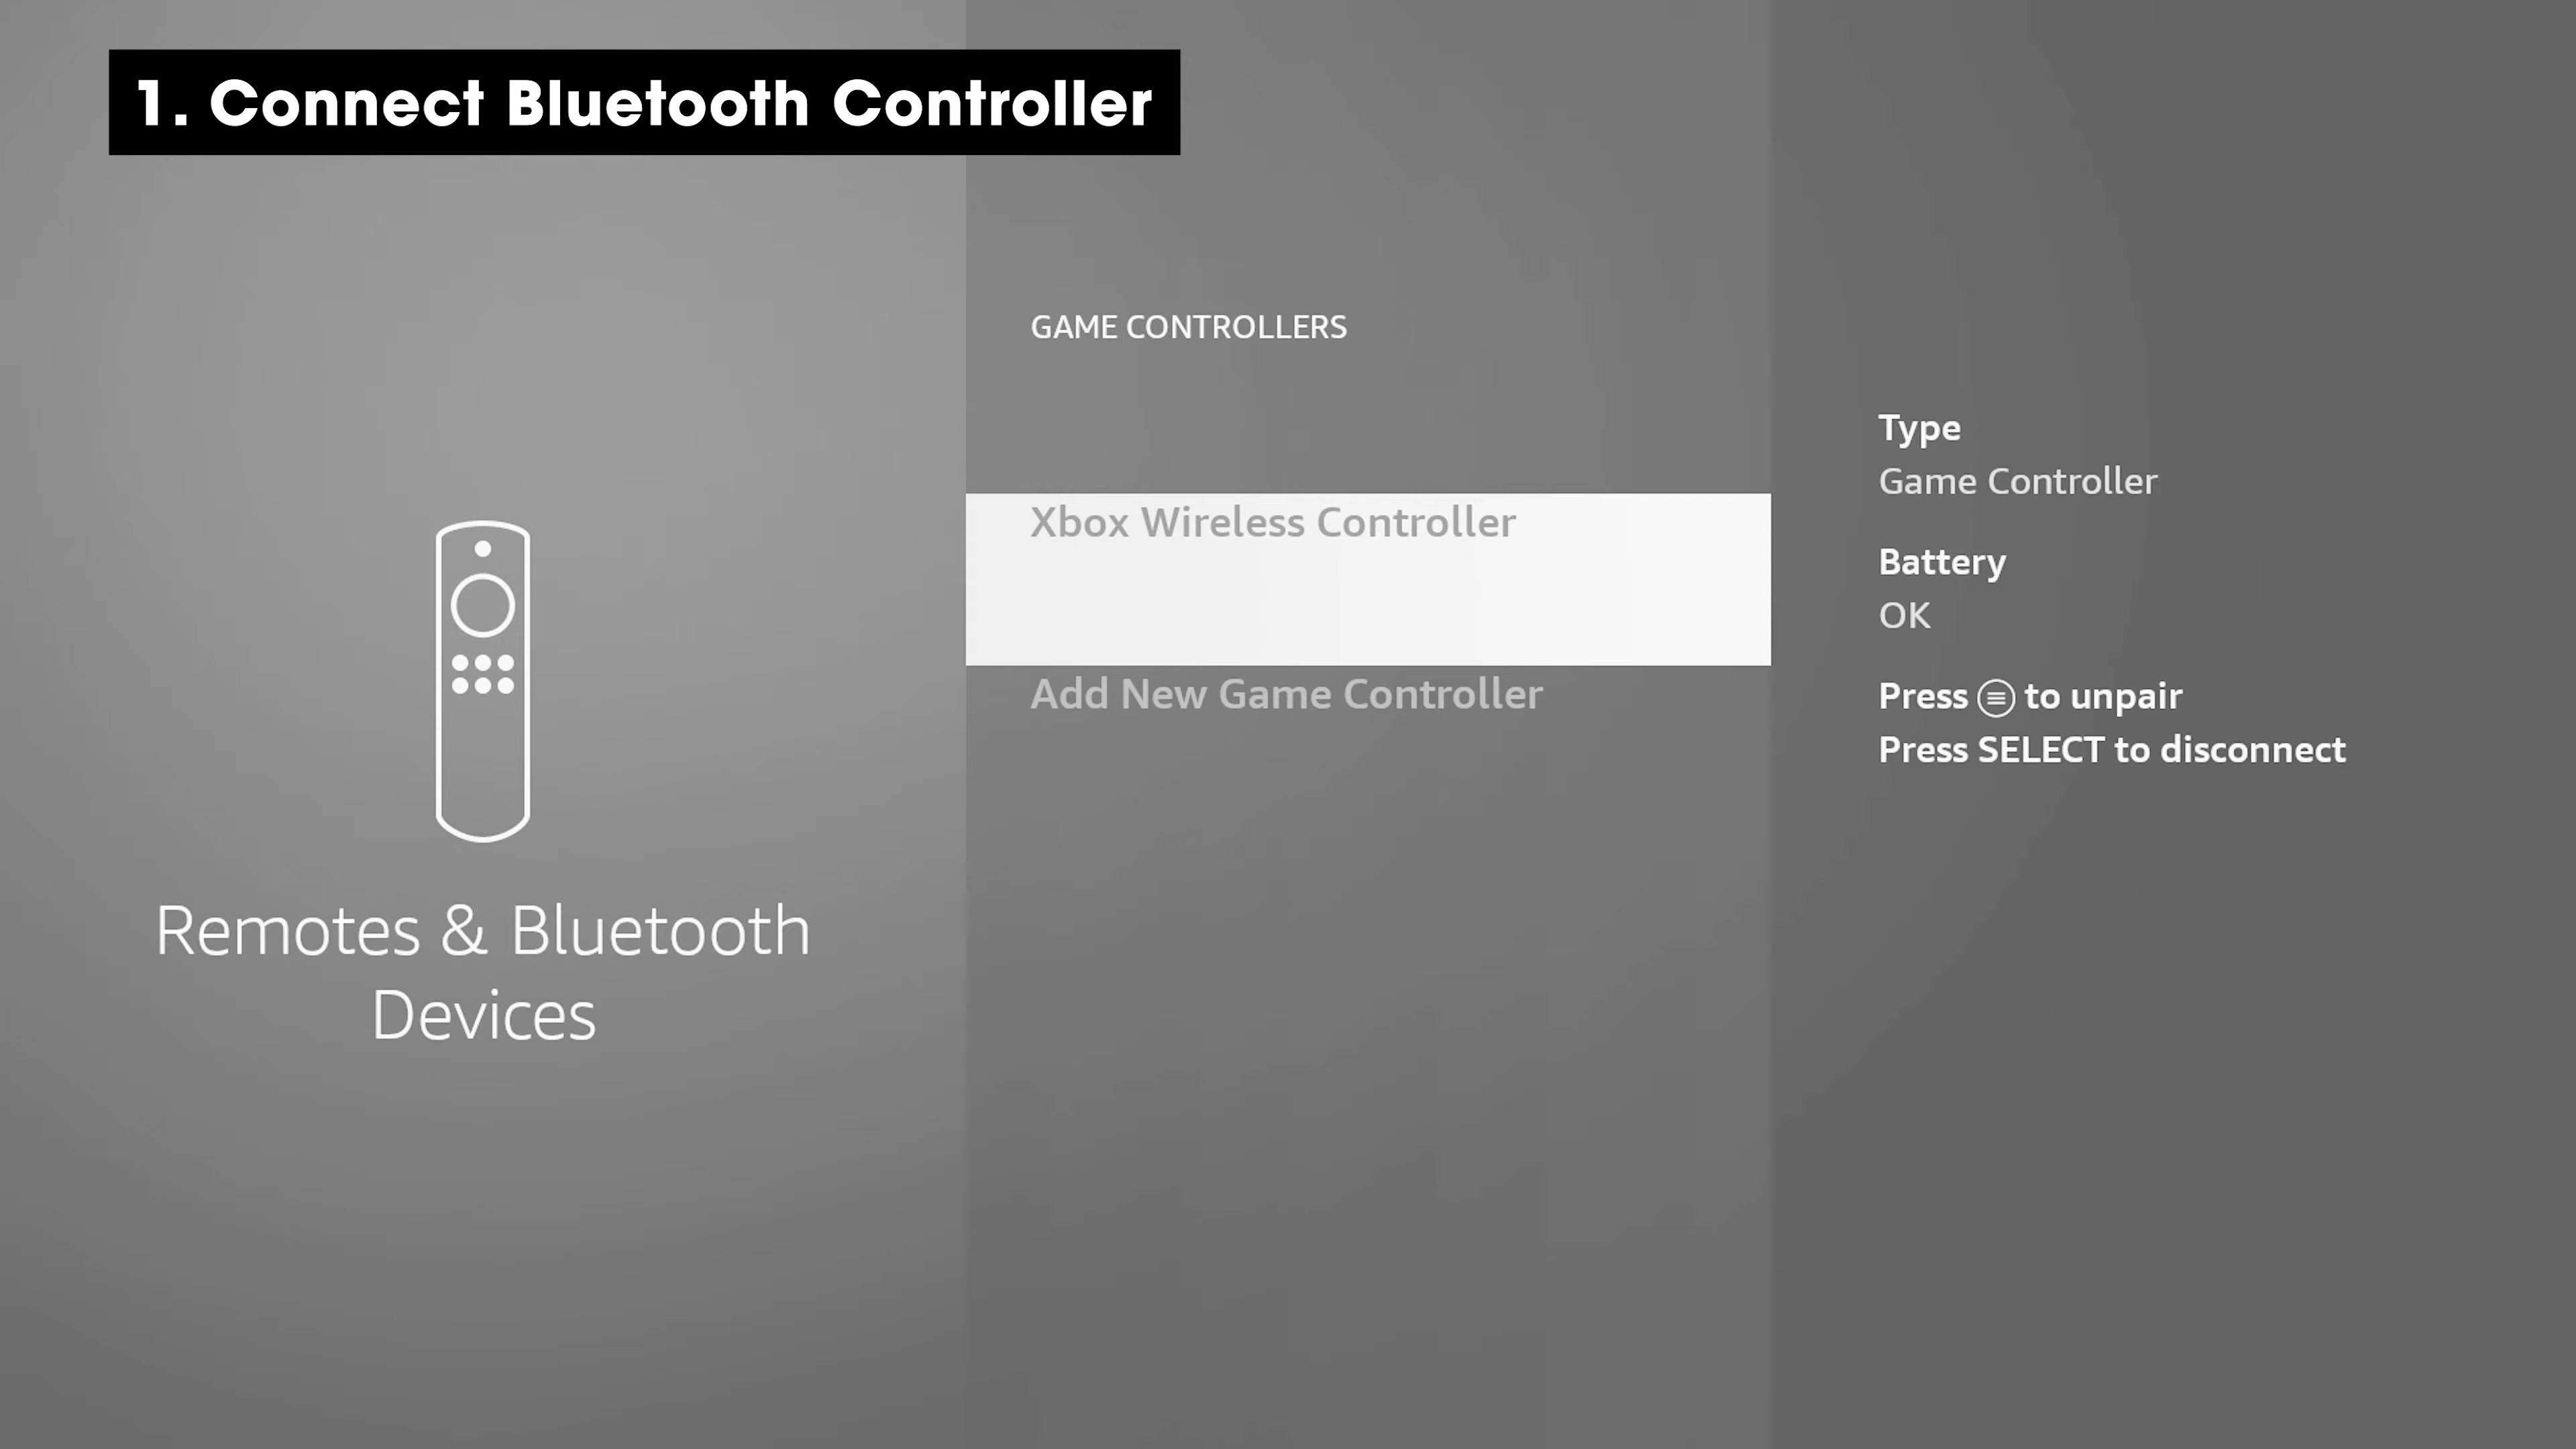 1. Connect Bluetooth Controller
Remotes & Bluetooth
Devices
GAME CONTROLLERS
Xbox Wireless Controller
Add New Game Controller
Type
Game Controller
Battery
OK
Press to unpair
Press SELECT to disconnect